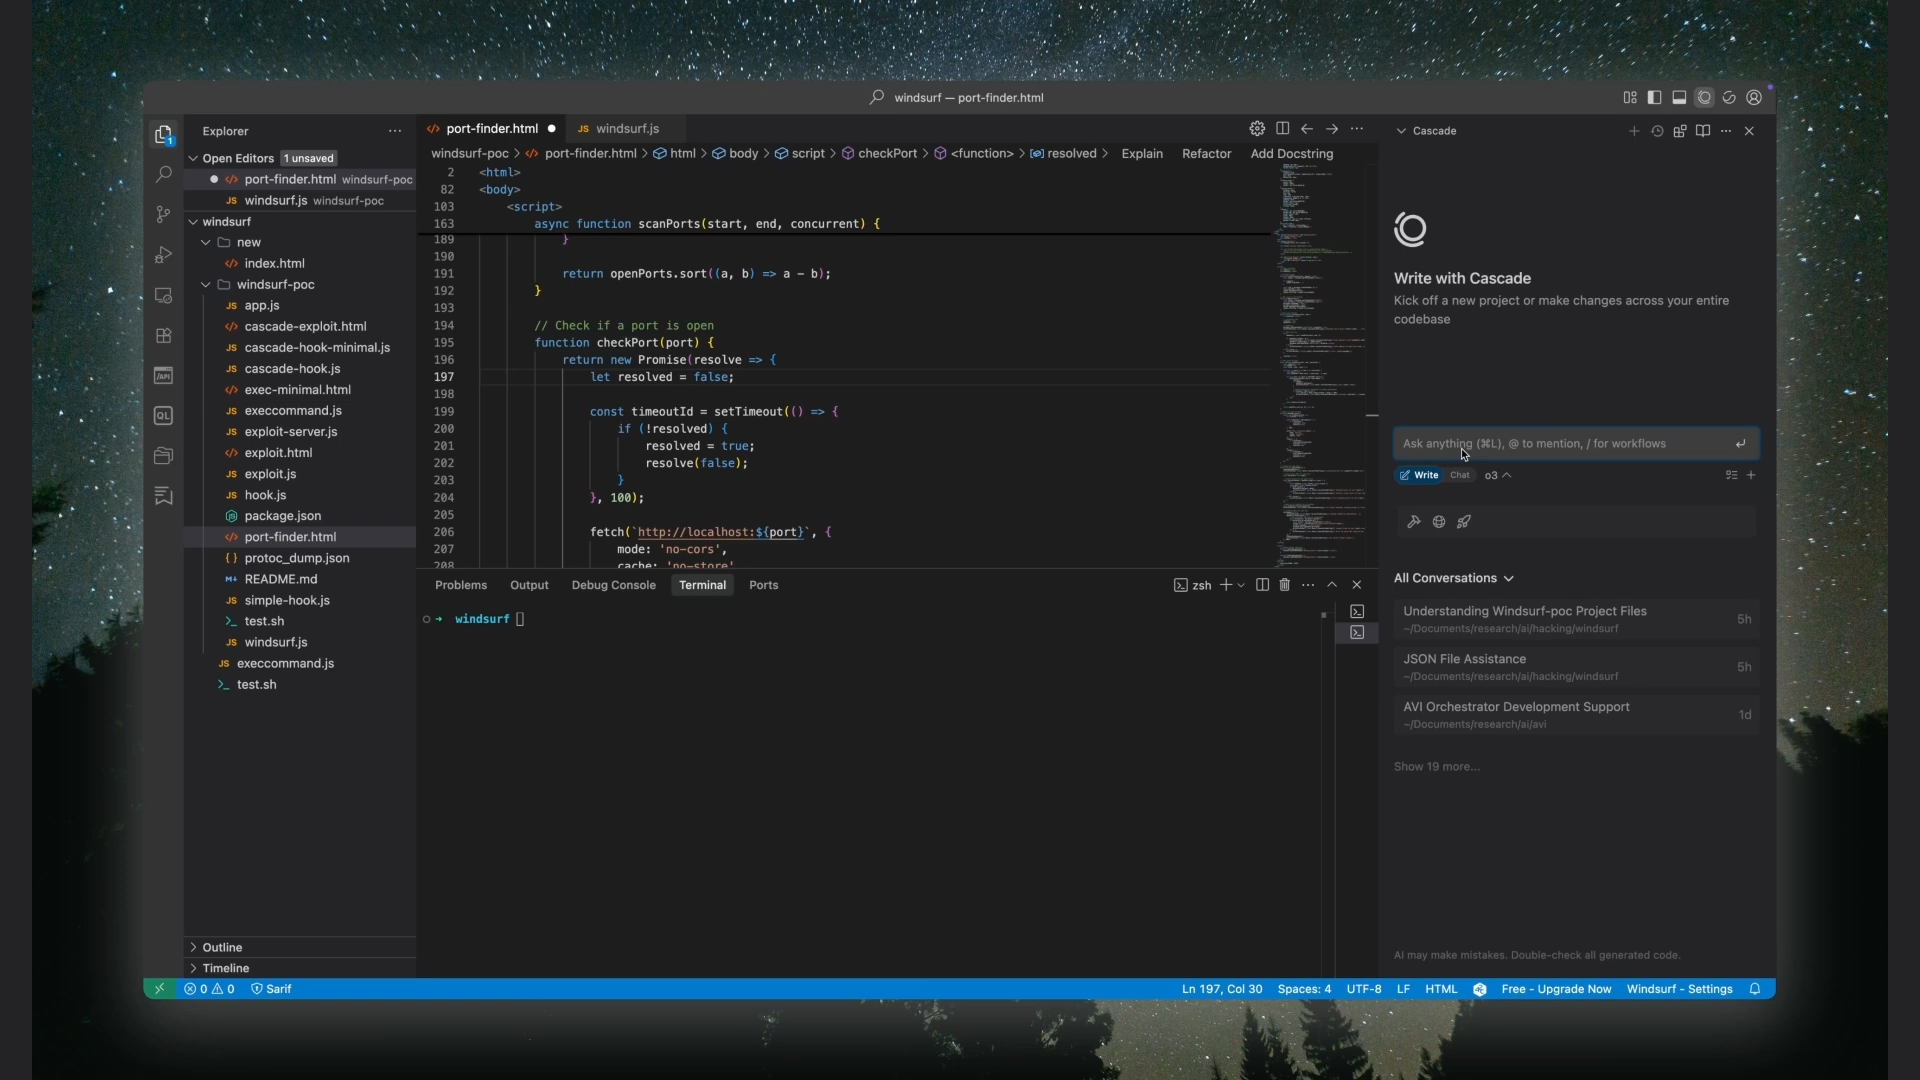 windsurf — port-finder.html
Explorer
Open Editors 1 unsaved
port-finder.html windsurf-poc
windsurf.js windsurf-poc
windsurf
new
index.html
windsurf-poc
app.js
cascade-exploit.html
cascade-hook-minimal.js
cascade-hook.js
exec-minimal.html
execcommand.js
exploit-server.js
exploit.html
exploit.js
hook.js
package.json
port-finder.html
protoc_dump.json
README.md
simple-hook.js
test.sh
windsurf.js
execcommand.js
test.sh
Outline
Timeline
port-finder.html
windsurf.js
windsurf-poc > port-finder.html > html > body > script > checkPort > <function> > resolved > Explain Refactor Add Docstring
2 <html>
82 <body>
103 <script>
163 async function scanPorts(start, end, concurrent) {
189 }
190
191 return openPorts.sort((a, b) => a - b);
192 }
193
194 // Check if a port is open
195 function checkPort(port) {
196 return new Promise(resolve => {
197 let resolved = false;
198
199 const timeoutId = setTimeout(() => {
200 if (!resolved) {
201 resolved = true;
202 resolve(false);
203 }
204 }, 100);
205
206 fetch(`http://localhost:${port}`, {
207 mode: 'no-cors',
208 cache: 'no-store'
Problems Output Debug Console Terminal Ports
zsh
windsurf
Cascade
Write with Cascade
Kick off a new project or make changes across your entire
codebase
Ask anything (⌘L), @ to mention, / for workflows
Write Chat o3
All Conversations
Understanding Windsurf-poc Project Files
~/Documents/research/ai/hacking/windsurf
5h
JSON File Assistance
~/Documents/research/ai/hacking/windsurf
5h
AVI Orchestrator Development Support
~/Documents/research/ai/avi
1d
Show 19 more...
AI may make mistakes. Double-check all generated code.
0 0 Sarif
Ln 197, Col 30 Spaces: 4 UTF-8 LF HTML Free - Upgrade Now Windsurf - Settings